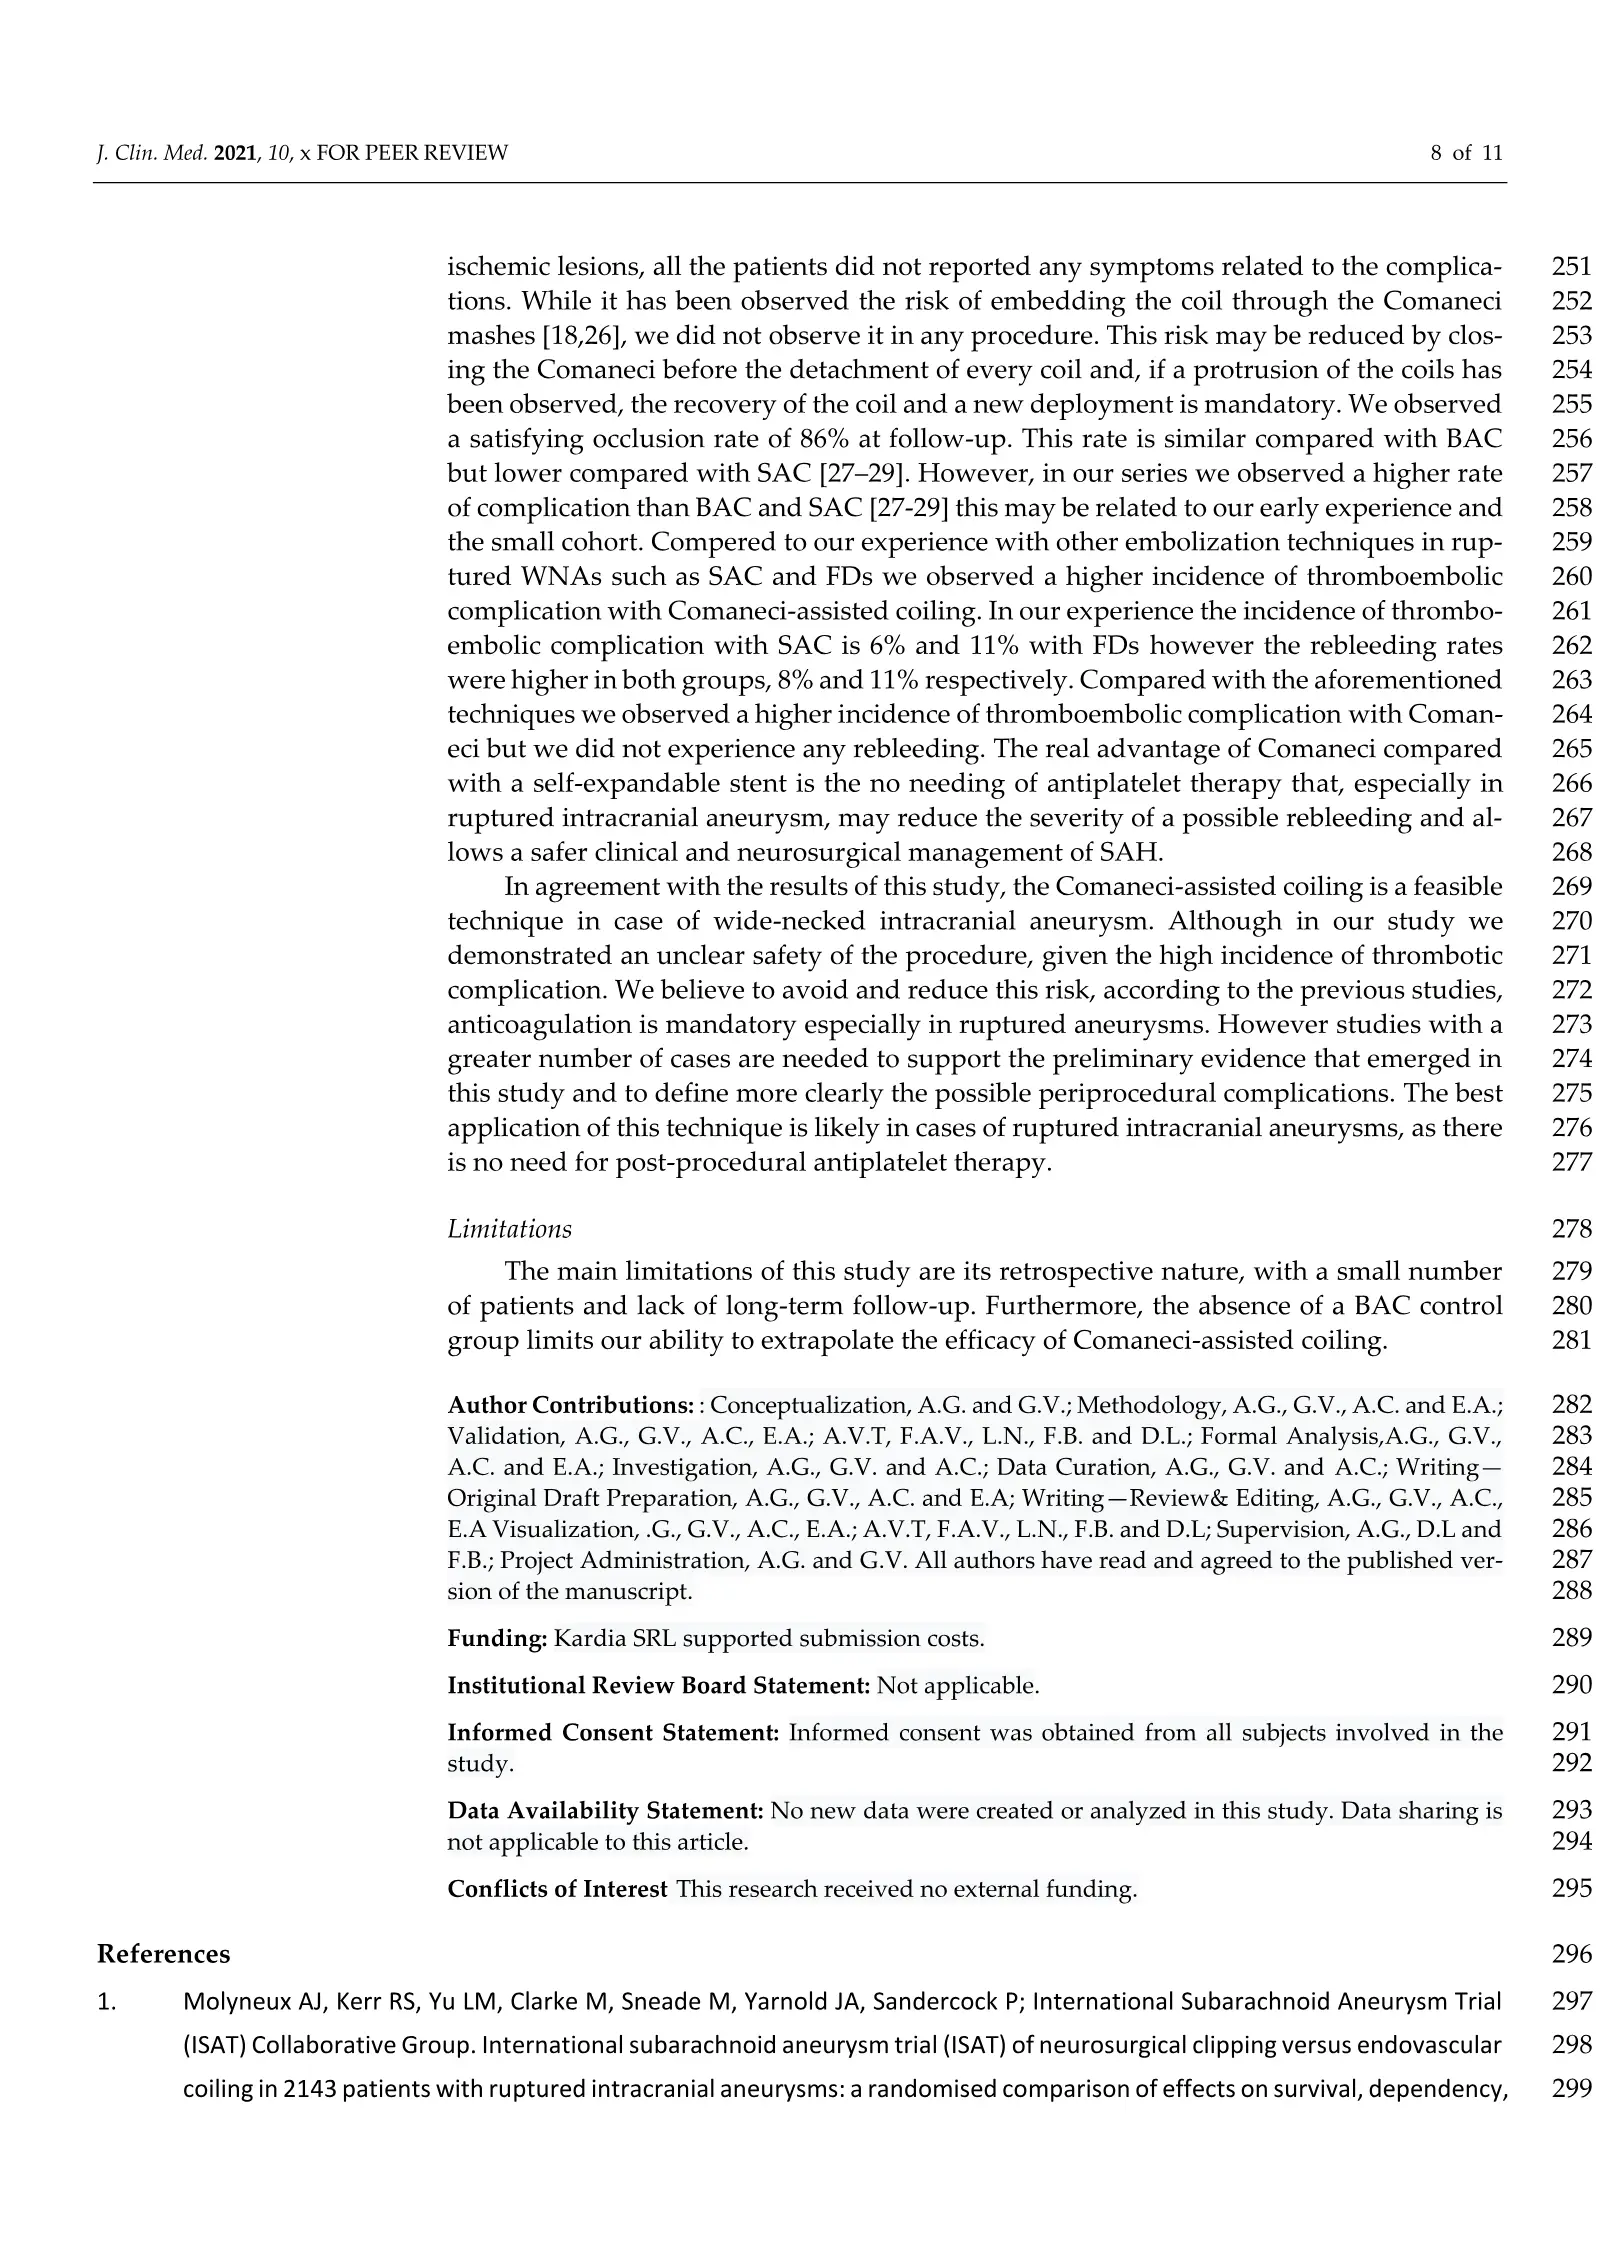 J. Clin. Med. 2021, 10, x FOR PEER REVIEW 8 of 11
ischemic lesions, all the patients did not reported any symptoms related to the complica- 251
tions. While it has been observed the risk of embedding the coil through the Comaneci 252
mashes [18,26], we did not observe it in any procedure. This risk may be reduced by clos- 253
ing the Comaneci before the detachment of every coil and, if a protrusion of the coils has 254
been observed, the recovery of the coil and a new deployment is mandatory. We observed 255
a satisfying occlusion rate of 86% at follow-up. This rate is similar compared with BAC 256
but lower compared with SAC [27–29]. However, in our series we observed a higher rate 257
of complication than BAC and SAC [27-29] this may be related to our early experience and 258
the small cohort. Compered to our experience with other embolization techniques in rup- 259
tured WNAs such as SAC and FDs we observed a higher incidence of thromboembolic 260
complication with Comaneci-assisted coiling. In our experience the incidence of thrombo- 261
embolic complication with SAC is 6% and 11% with FDs however the rebleeding rates 262
were higher in both groups, 8% and 11% respectively. Compared with the aforementioned 263
techniques we observed a higher incidence of thromboembolic complication with Coman- 264
eci but we did not experience any rebleeding. The real advantage of Comaneci compared 265
with a self-expandable stent is the no needing of antiplatelet therapy that, especially in 266
ruptured intracranial aneurysm, may reduce the severity of a possible rebleeding and al- 267
lows a safer clinical and neurosurgical management of SAH. 268
In agreement with the results of this study, the Comaneci-assisted coiling is a feasible 269
technique in case of wide-necked intracranial aneurysm. Although in our study we 270
demonstrated an unclear safety of the procedure, given the high incidence of thrombotic 271
complication. We believe to avoid and reduce this risk, according to the previous studies, 272
anticoagulation is mandatory especially in ruptured aneurysms. However studies with a 273
greater number of cases are needed to support the preliminary evidence that emerged in 274
this study and to define more clearly the possible periprocedural complications. The best 275
application of this technique is likely in cases of ruptured intracranial aneurysms, as there 276
is no need for post-procedural antiplatelet therapy. 277
Limitations 278
The main limitations of this study are its retrospective nature, with a small number 279
of patients and lack of long-term follow-up. Furthermore, the absence of a BAC control 280
group limits our ability to extrapolate the efficacy of Comaneci-assisted coiling. 281
Author Contributions: : Conceptualization, A.G. and G.V.; Methodology, A.G., G.V., A.C. and E.A.; 282
Validation, A.G., G.V., A.C., E.A.; A.V.T, F.A.V., L.N., F.B. and D.L.; Formal Analysis,A.G., G.V., 283
A.C. and E.A.; Investigation, A.G., G.V. and A.C.; Data Curation, A.G., G.V. and A.C.; Writing— 284
Original Draft Preparation, A.G., G.V., A.C. and E.A; Writing—Review& Editing, A.G., G.V., A.C., 285
E.A Visualization, .G., G.V., A.C., E.A.; A.V.T, F.A.V., L.N., F.B. and D.L; Supervision, A.G., D.L and 286
F.B.; Project Administration, A.G. and G.V. All authors have read and agreed to the published ver- 287
sion of the manuscript. 288
Funding: Kardia SRL supported submission costs. 289
Institutional Review Board Statement: Not applicable. 290
Informed Consent Statement: Informed consent was obtained from all subjects involved in the 291
study. 292
Data Availability Statement: No new data were created or analyzed in this study. Data sharing is 293
not applicable to this article. 294
Conflicts of Interest This research received no external funding. 295
References 296
1. Molyneux AJ, Kerr RS, Yu LM, Clarke M, Sneade M, Yarnold JA, Sandercock P; International Subarachnoid Aneurysm Trial 297
(ISAT) Collaborative Group. International subarachnoid aneurysm trial (ISAT) of neurosurgical clipping versus endovascular 298
coiling in 2143 patients with ruptured intracranial aneurysms: a randomised comparison of effects on survival, dependency, 299